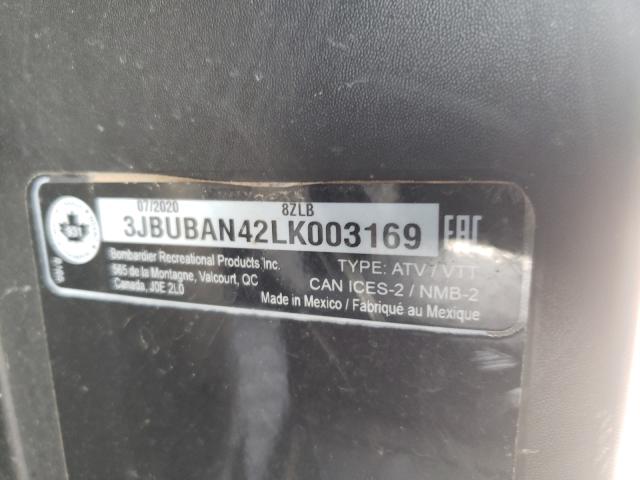 07/2020 8ZLB
3JBUBAN42LK003169 EAC
Bombardier Recreational Products Inc.
565 de la Montagne, Valcourt, QC
Canada, J0E 2L0
TYPE: ATV / VTT
CAN ICES-2 / NMB-2
Made in Mexico / Fabriqué au Mexique